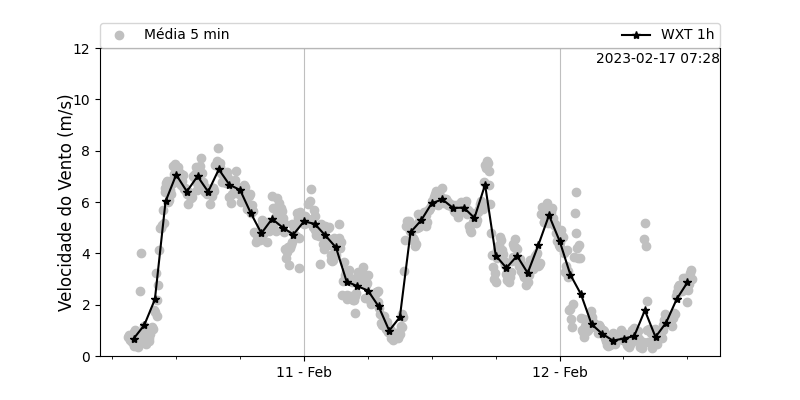 Média 5 min
WXT 1h
2023-02-17 07:28
Velocidade do Vento (m/s)
12
10
8
6
4
2
0
11 - Feb
12 - Feb